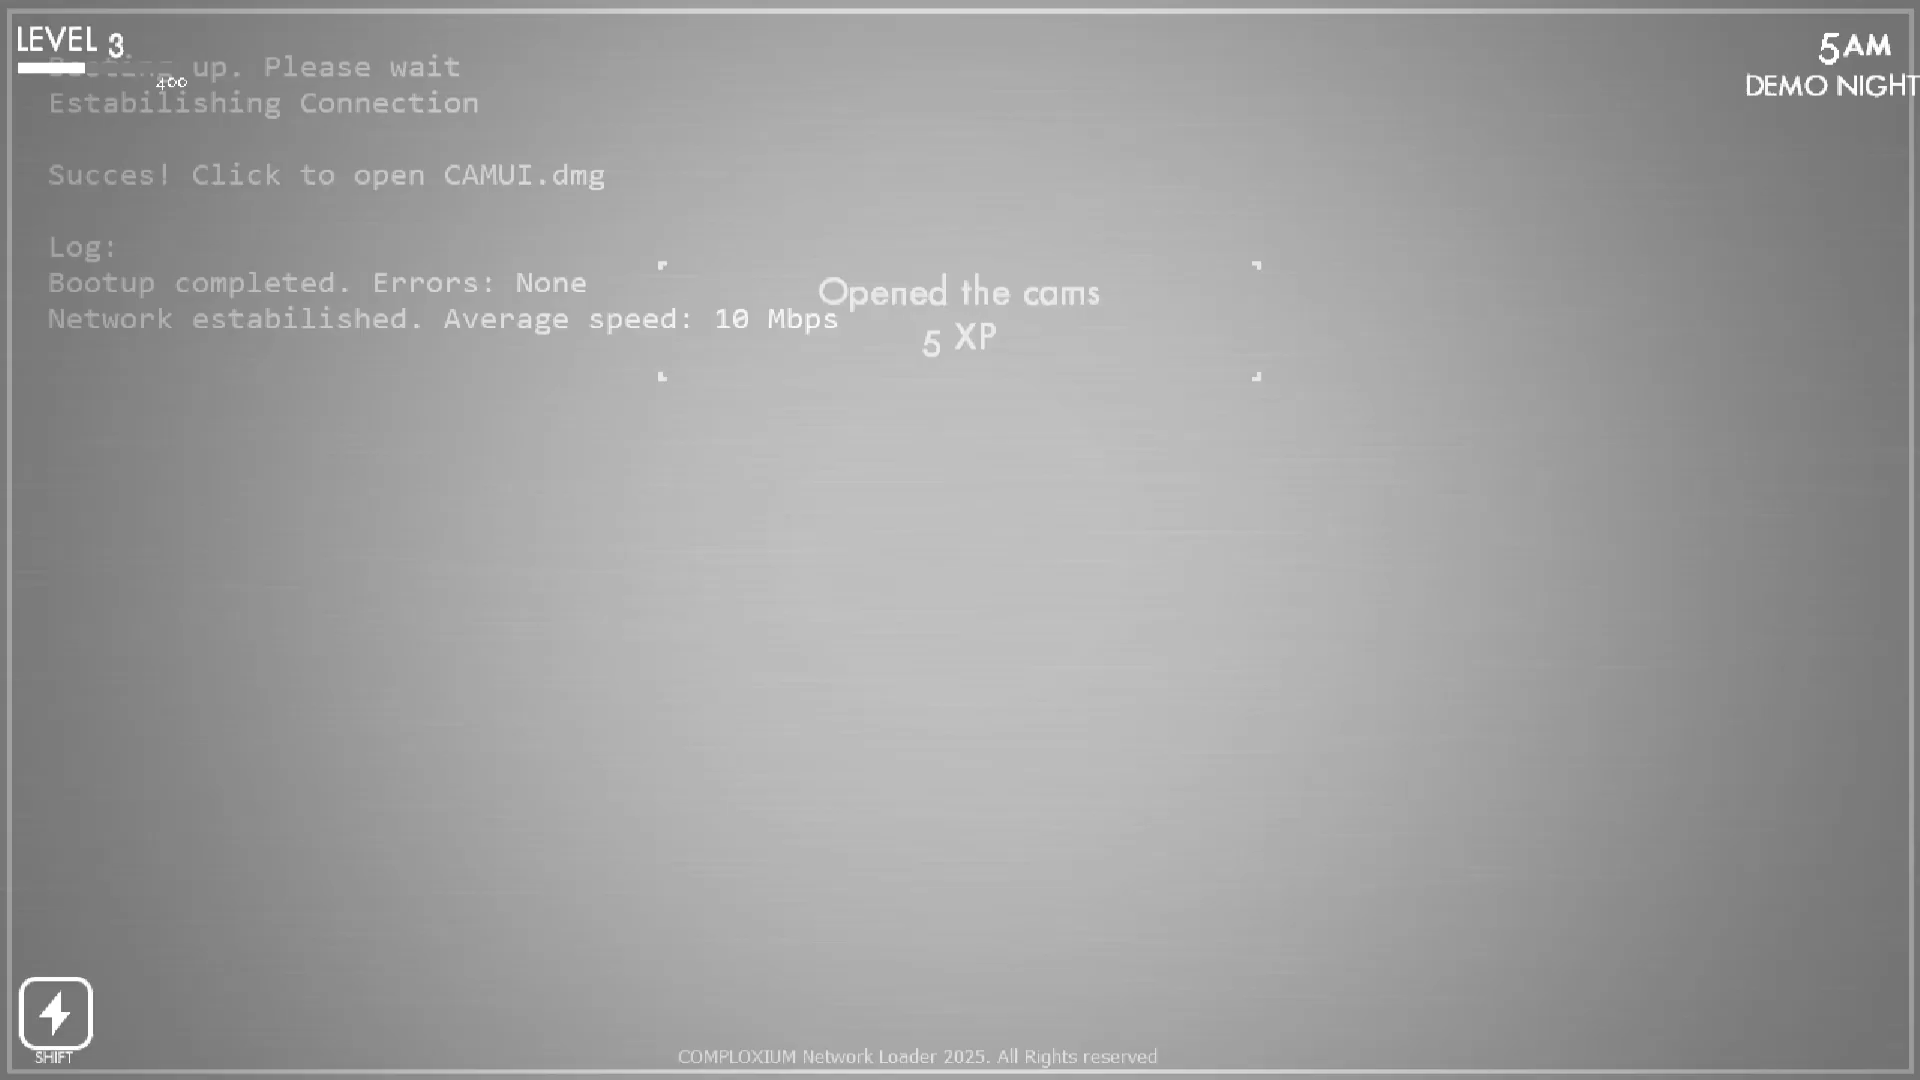 LEVEL 3
400
Booting up. Please wait
Estabilishing Connection
Succes! Click to open CAMUI.dmg
Log:
Bootup completed. Errors: None
Network estabilished. Average speed: 10 Mbps
Opened the cams
5 XP
5AM
DEMO NIGHT
SHIFT
COMPLOXIUM Network Loader 2025. All Rights reserved